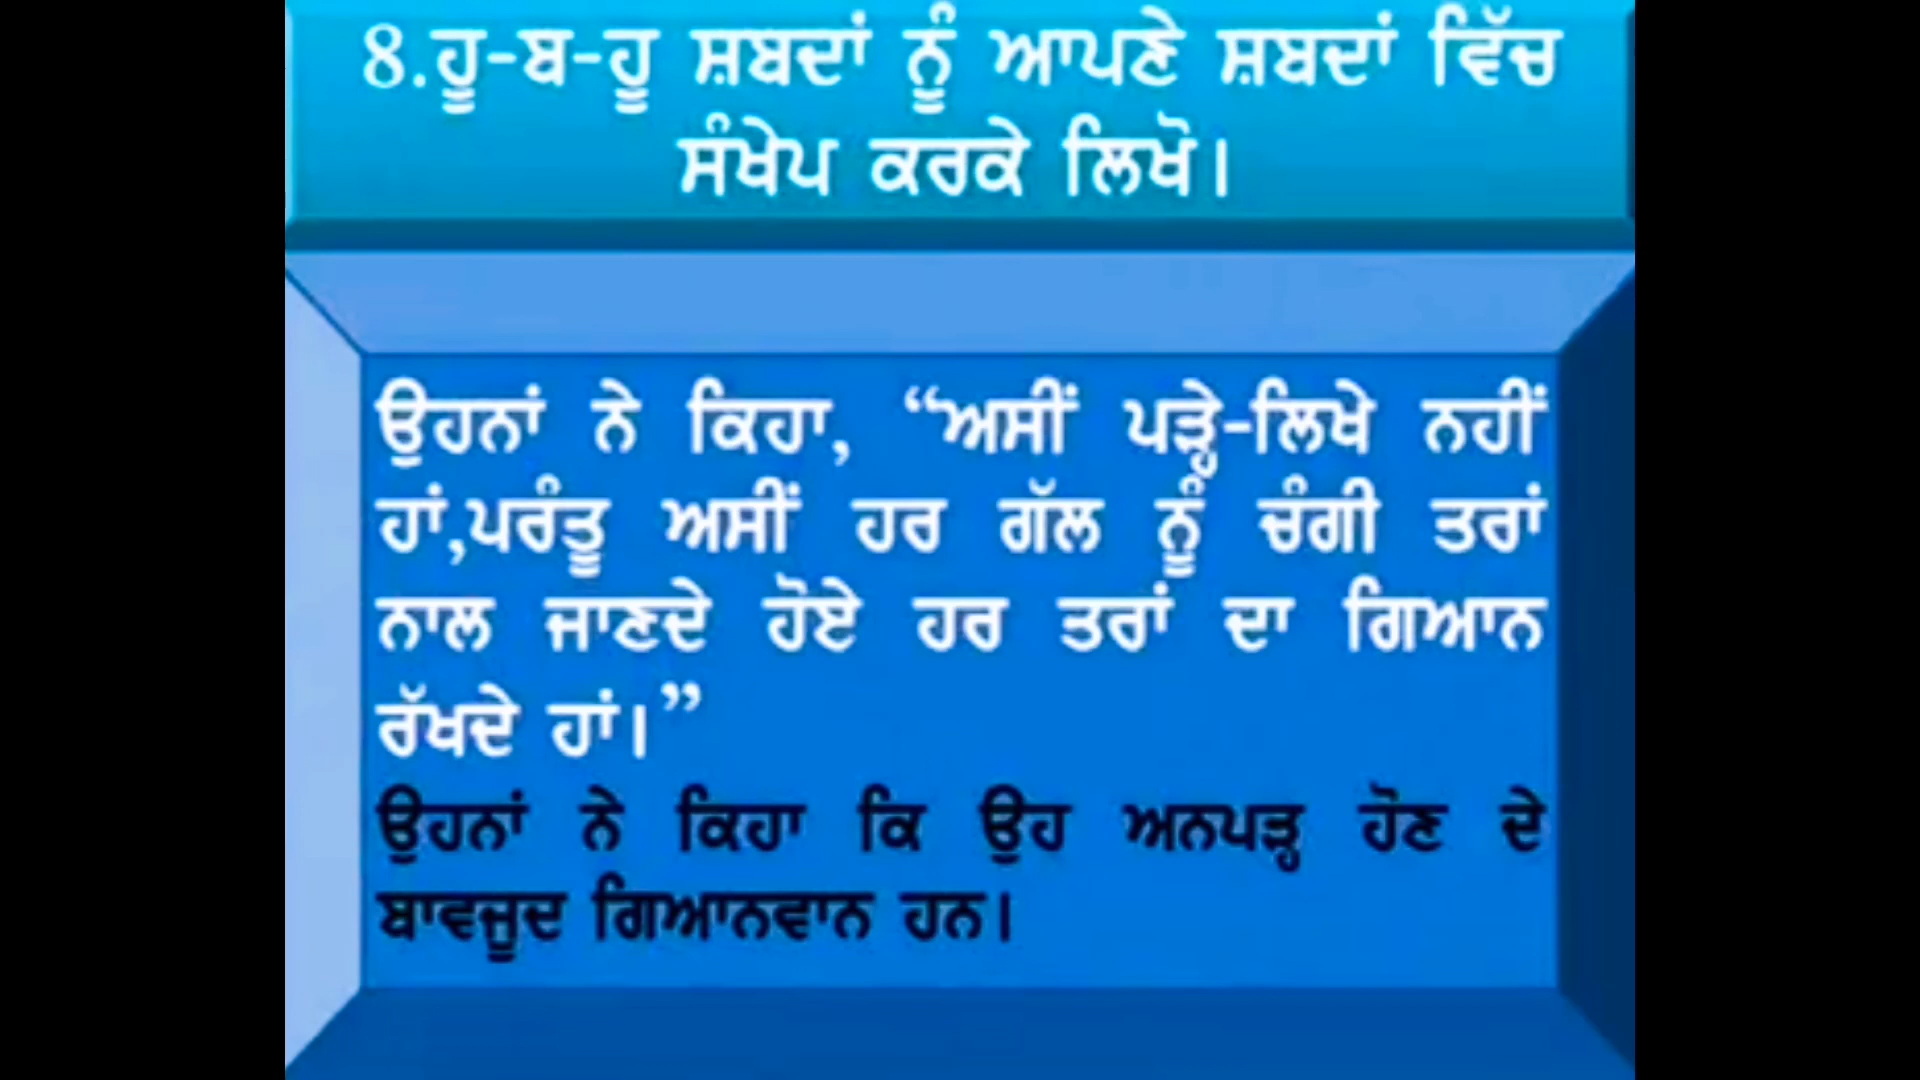 8.ਹੂ-ਬ-ਹੂ ਸ਼ਬਦਾਂ ਨੂੰ ਆਪਣੇ ਸ਼ਬਦਾਂ ਵਿੱਚ
ਸੰਖੇਪ ਕਰਕੇ ਲਿਖੋ।
ਉਹਨਾਂ ਨੇ ਕਿਹਾ, “ਅਸੀਂ ਪੜ੍ਹੇ-ਲਿਖੇ ਨਹੀਂ
ਹਾਂ,ਪਰੰਤੂ ਅਸੀਂ ਹਰ ਗੱਲ ਨੂੰ ਚੰਗੀ ਤਰਾਂ
ਨਾਲ ਜਾਣਦੇ ਹੋਏ ਹਰ ਤਰਾਂ ਦਾ ਗਿਆਨ
ਰੱਖਦੇ ਹਾਂ।”
ਉਹਨਾਂ ਨੇ ਕਿਹਾ ਕਿ ਉਹ ਅਨਪੜ੍ਹ ਹੋਣ ਦੇ
ਬਾਵਜੂਦ ਗਿਆਨਵਾਨ ਹਨ।